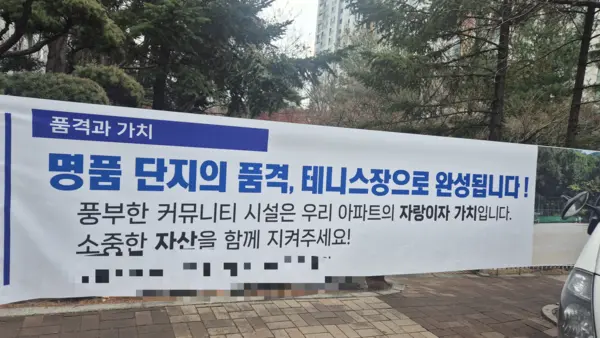 품격과 가치
명품 단지의 품격, 테니스장으로 완성됩니다!
풍부한 커뮤니티 시설은 우리 아파트의 자랑이자 가치입니다.
소중한 자산을 함께 지켜주세요!